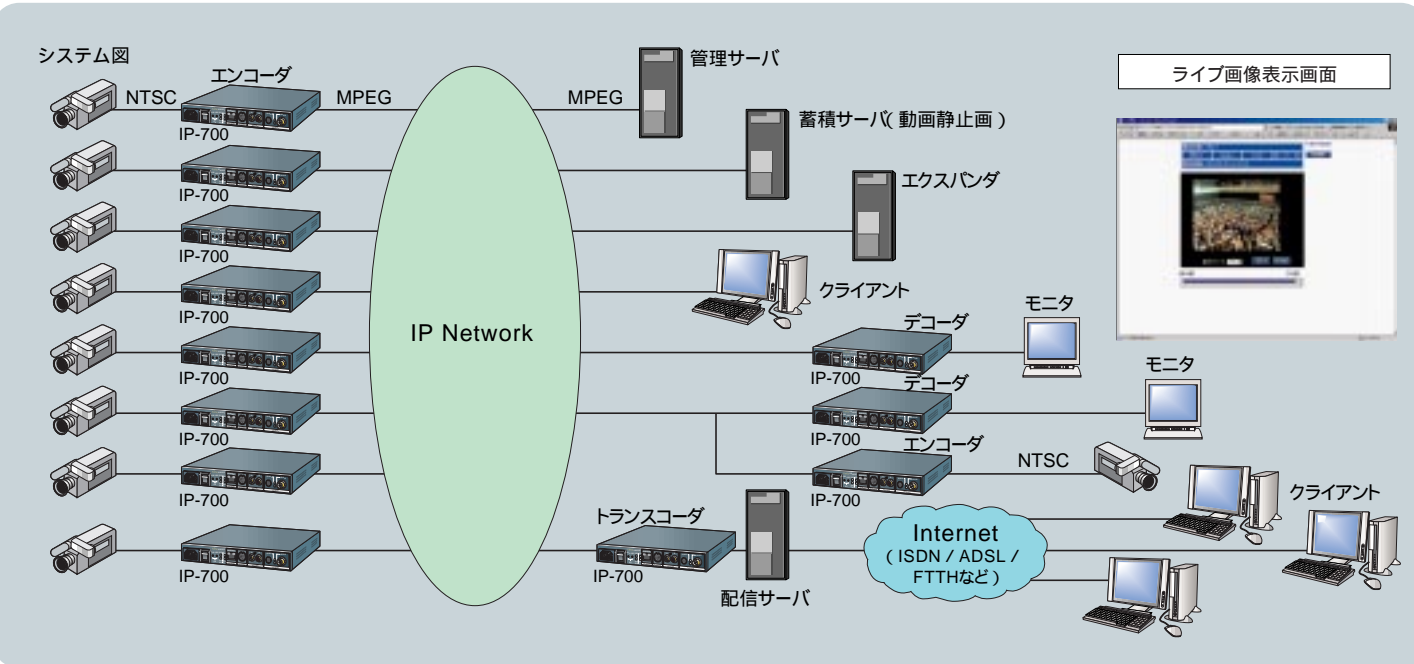 システム図
エンコーダ
NTSC
MPEG
MPEG
管理サーバ
ライブ画像表示画面
IP-700
蓄積サーバ(動画静止画)
IP-700
エクスパンダ
IP-700
クライアント
IP-700
IP Network
デコーダ
モニタ
IP-700
IP-700
デコーダ
モニタ
IP-700
IP-700
エンコーダ
NTSC
IP-700
IP-700
クライアント
トランスコーダ
Internet
(ISDN / ADSL /
FTTHなど)
IP-700
IP-700
配信サーバ